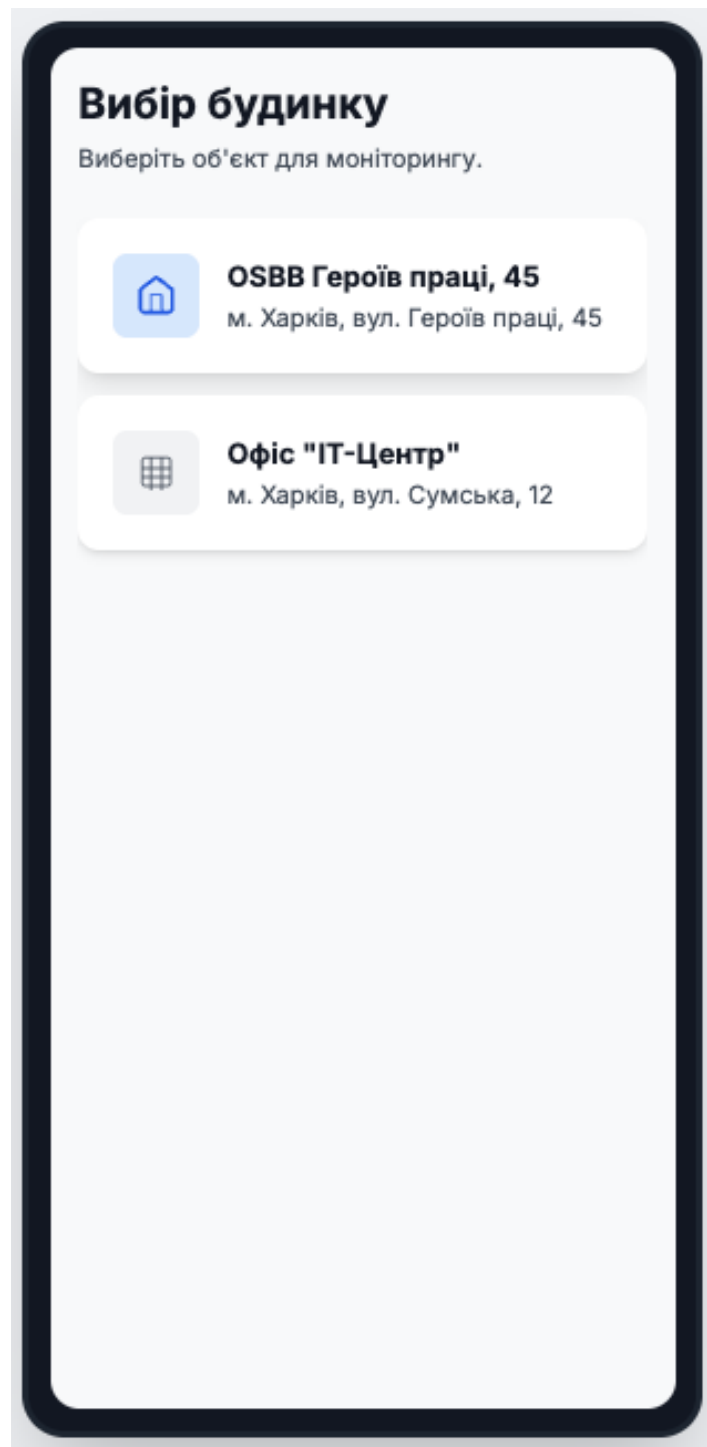 Вибір будинку
Виберіть об'єкт для моніторингу.
OSBB Героїв праці, 45
м. Харків, вул. Героїв праці, 45
Офіс "ІТ-Центр"
м. Харків, вул. Сумська, 12